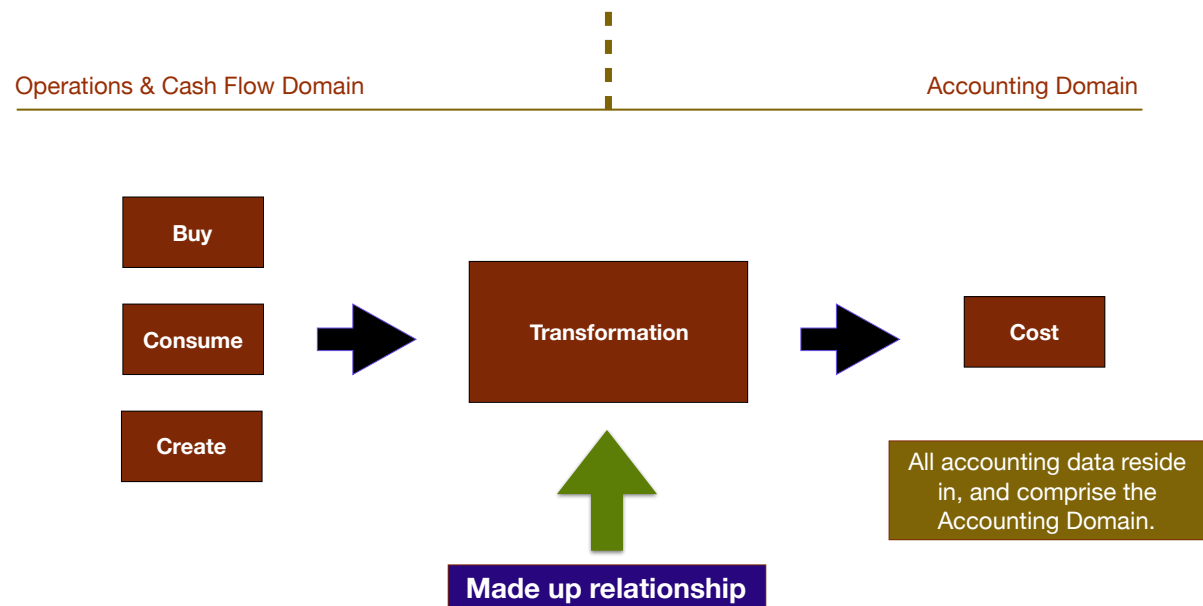 Operations & Cash Flow Domain
Accounting Domain
Buy
Consume
Create
Transformation
Cost
All accounting data reside
in, and comprise the
Accounting Domain.
Made up relationship